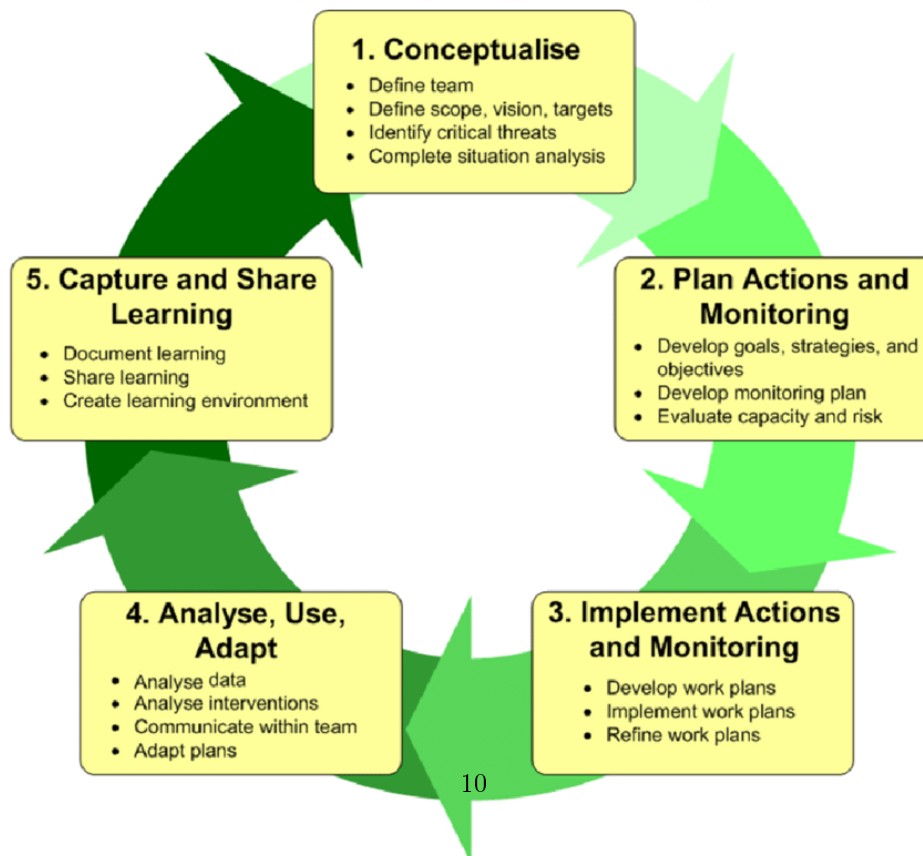 1. Conceptualise
• Define team
• Define scope, vision, targets
• Identify critical threats
• Complete situation analysis
2. Plan Actions and
Monitoring
• Develop goals, strategies, and
objectives
• Develop monitoring plan
• Evaluate capacity and risk
3. Implement Actions
and Monitoring
• Develop work plans
• Implement work plans
• Refine work plans
4. Analyse, Use,
Adapt
• Analyse data
• Analyse interventions
• Communicate within team
• Adapt plans
5. Capture and Share
Learning
• Document learning
• Share learning
• Create learning environment
10